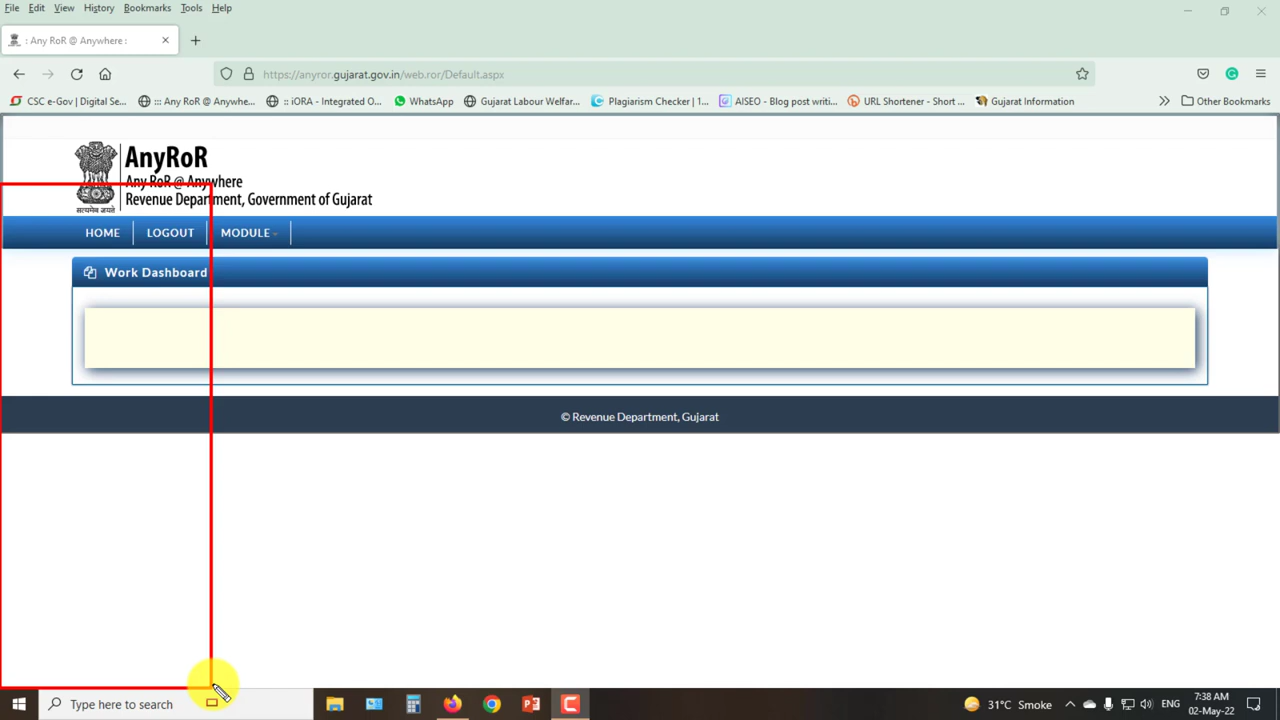 File Edit View History Bookmarks Tools Help
: Any RoR @ Anywhere :
https://anyror.gujarat.gov.in/web.ror/Default.aspx
CSC e-Gov | Digital Se... ::: Any RoR @ Anywhe... :: iORA - Integrated O... WhatsApp Gujarat Labour Welfar... Plagiarism Checker | 1... AISEO - Blog post writi... URL Shortener - Short ... Gujarat Information Other Bookmarks
AnyRoR
Any RoR @ Anywhere
Revenue Department, Government of Gujarat
सत्यमेव जयते
HOME LOGOUT MODULE
Work Dashboard
© Revenue Department, Gujarat
Type here to search
31°C Smoke
ENG
7:38 AM
02-May-22